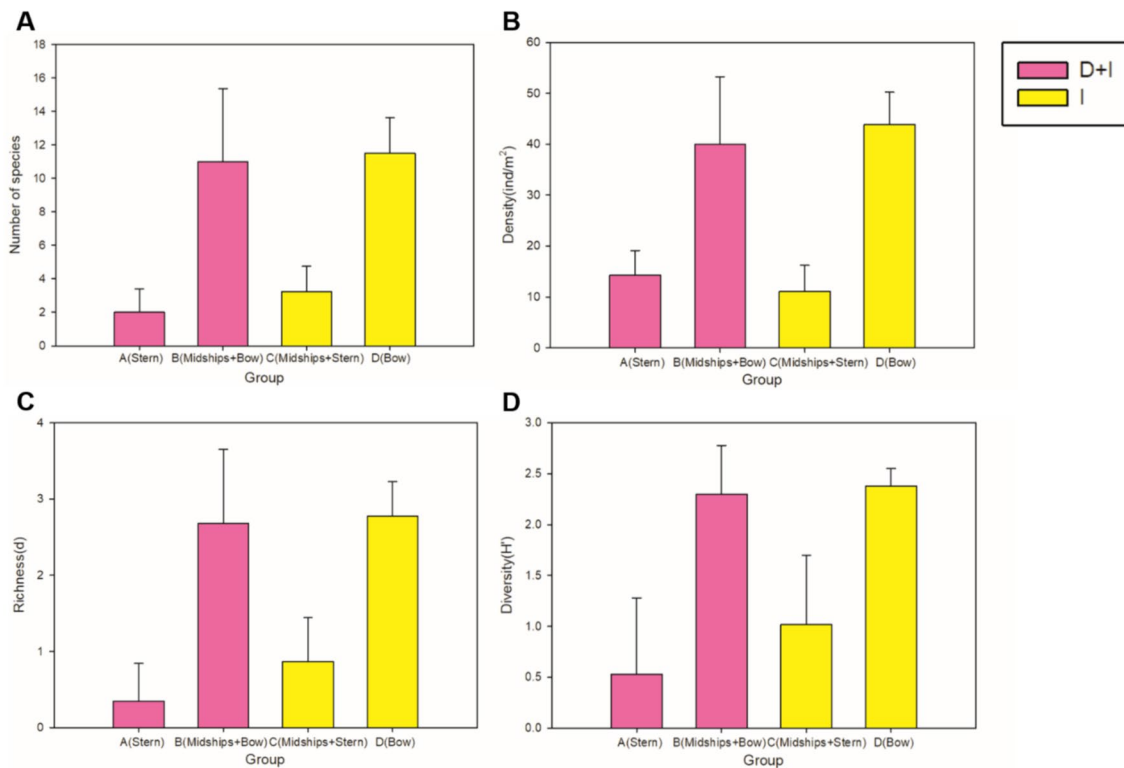 A
18
16
14
12
10
8
6
4
2
0
Number of species
A(Stern) B(Midships+Bow) C(Midships+Stern) D(Bow)
Group
B
60
50
40
30
20
10
0
Density(ind/m²)
A(Stern) B(Midships+Bow) C(Midships+Stern) D(Bow)
Group
D+I
I
C
4
3
2
1
0
Richness(d)
A(Stern) B(Midships+Bow) C(Midships+Stern) D(Bow)
Group
D
3.0
2.5
2.0
1.5
1.0
0.5
0.0
Diversity(H')
A(Stern) B(Midships+Bow) C(Midships+Stern) D(Bow)
Group